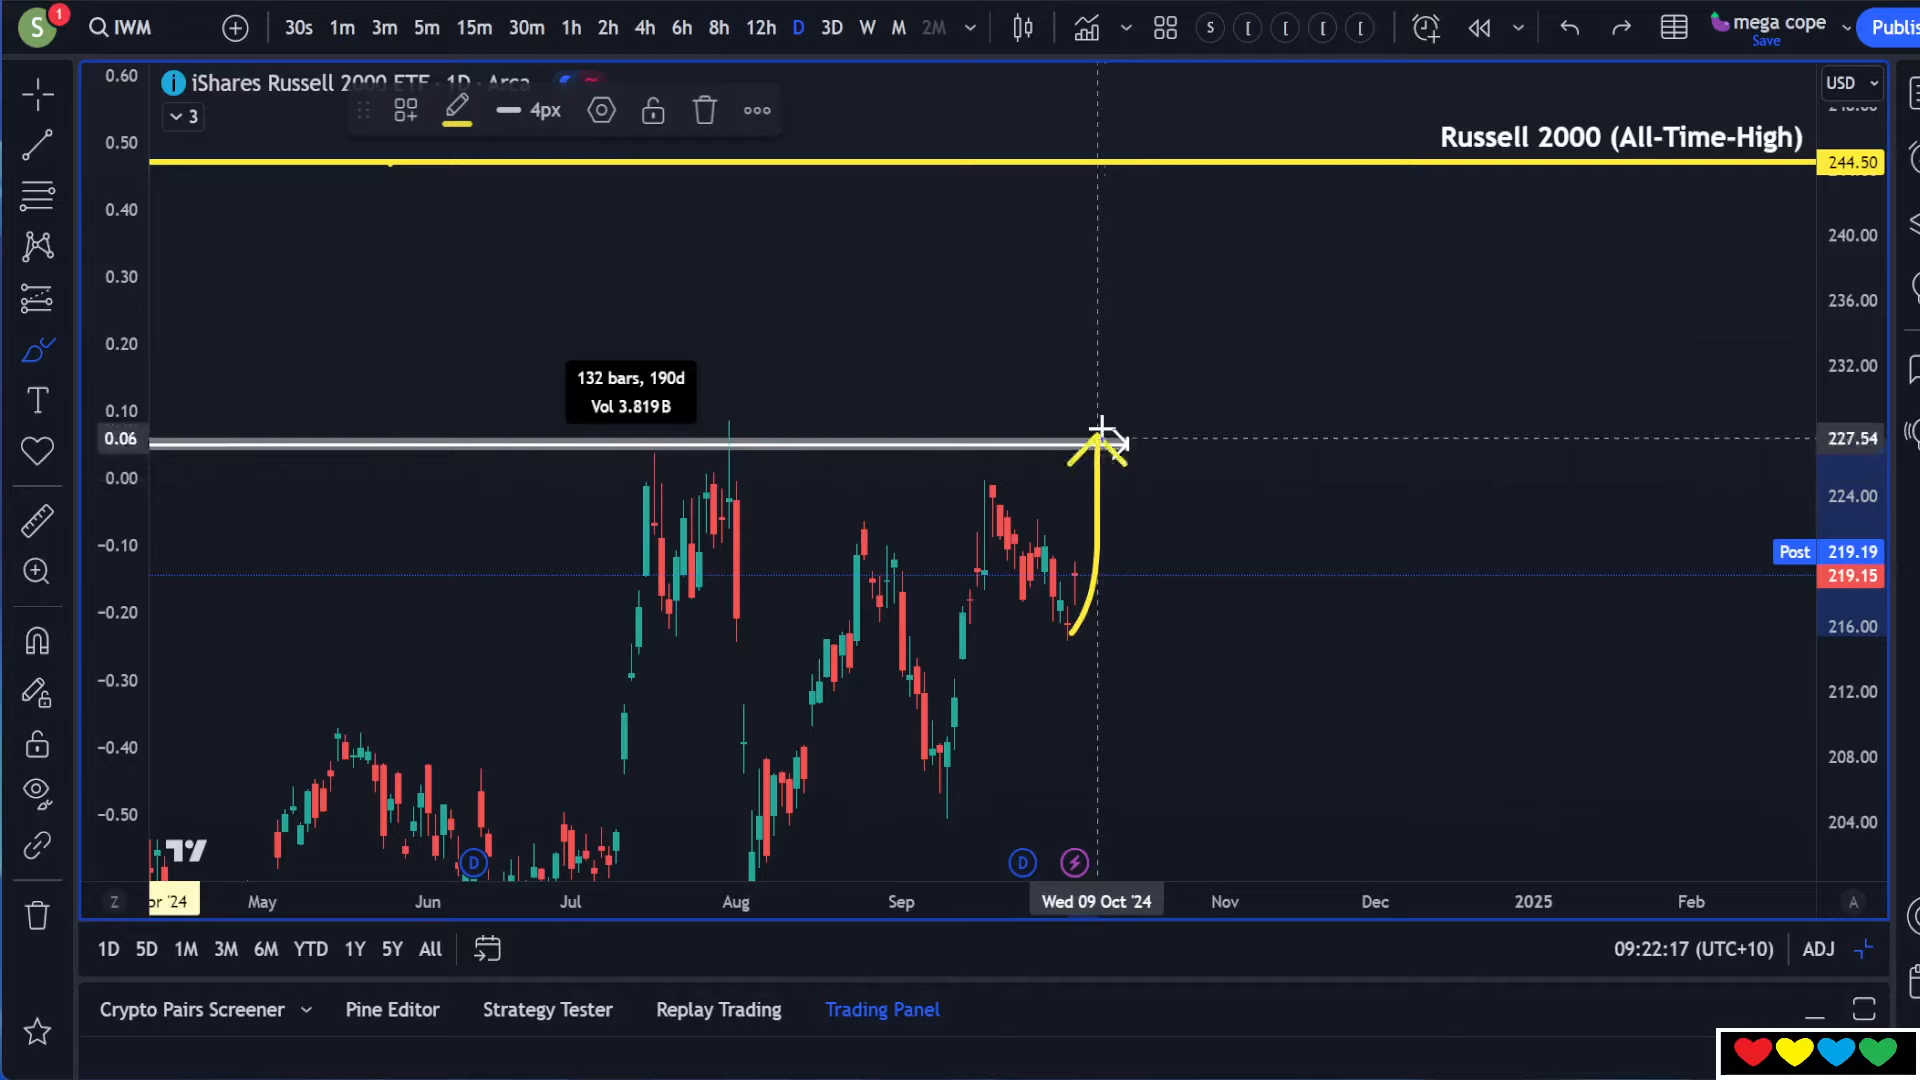 S
1
IWM
30s 1m 3m 5m 15m 30m 1h 2h 4h 6h 8h 12h D 3D W M 2M
S [ [ [ [
mega cope
Save
Publis
iShares Russell 2000 ETF · 1D · Arca
USD
3
4px
Russell 2000 (All-Time-High)
244.50
0.60
0.50
0.40
0.30
0.20
0.10
0.06
0.00
−0.10
−0.20
−0.30
−0.40
−0.50
132 bars, 190d
Vol 3.819B
240.00
236.00
232.00
227.54
224.00
Post 219.19
219.15
216.00
212.00
208.00
204.00
D
D
Z
or '24 May Jun Jul Aug Sep Wed 09 Oct '24 Nov Dec 2025 Feb
A
1D 5D 1M 3M 6M YTD 1Y 5Y All
09:22:17 (UTC+10) ADJ
Crypto Pairs Screener Pine Editor Strategy Tester Replay Trading Trading Panel